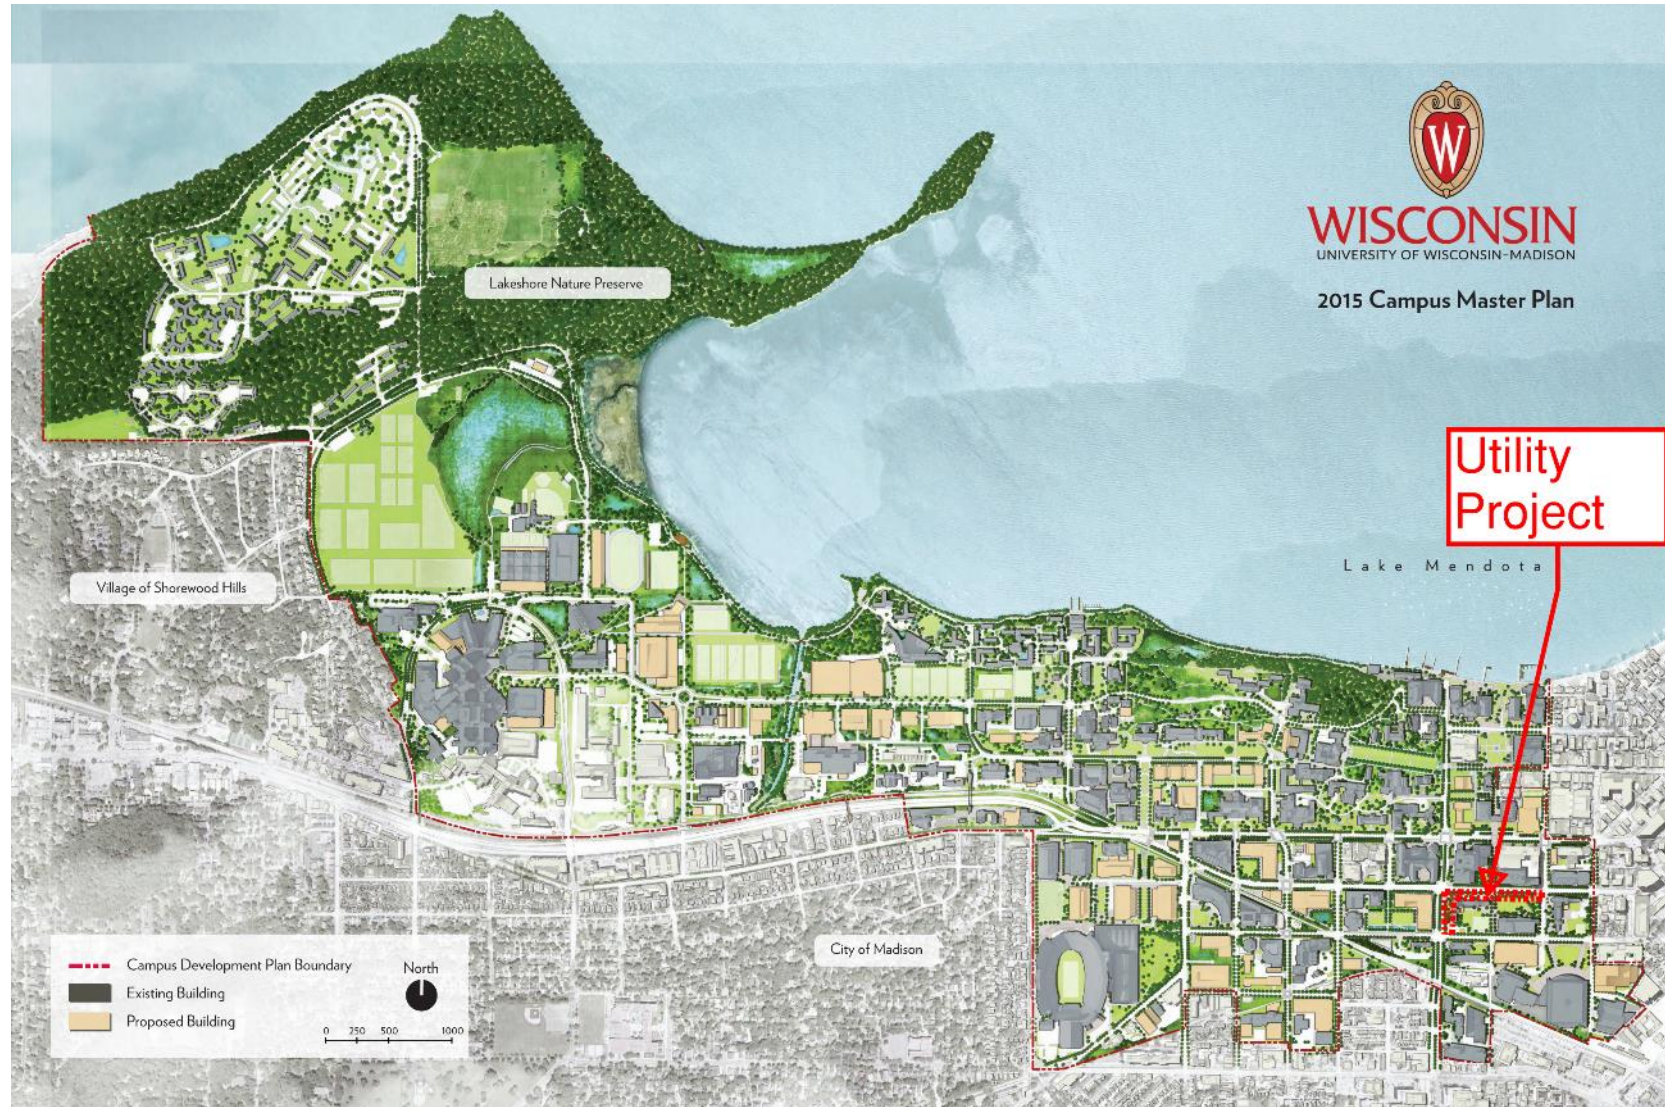 W
WISCONSIN
UNIVERSITY OF WISCONSIN-MADISON
2015 Campus Master Plan
Lakeshore Nature Preserve
Utility
Project
Lake Mendota
Village of Shorewood Hills
City of Madison
Campus Development Plan Boundary
Existing Building
Proposed Building
North
0 250 500 1000